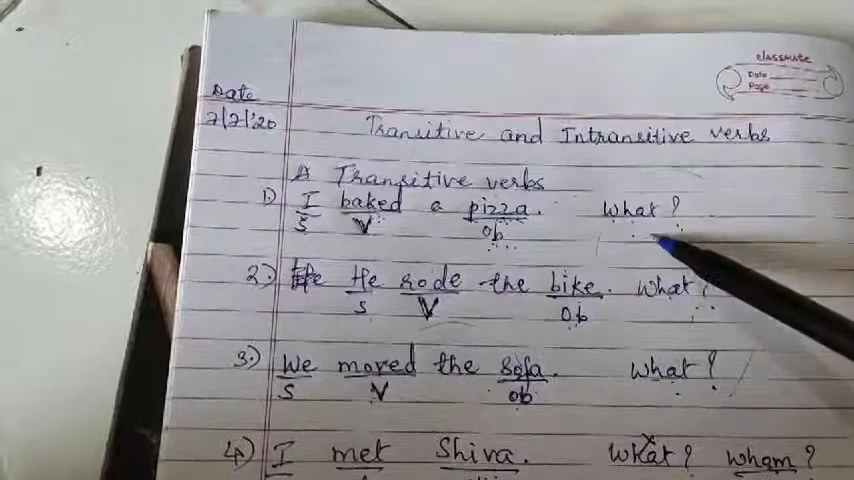 classmate
Date
Page
Date
7/7/'20
Transitive and Intransitive verbs
A Transitive verbs
1) I baked a pizza. What?
S V ob
2.) He rode the bike. What?
S V Ob
3.) We moved the sofa. What?
S V ob
4.) I met Shiva. What? whom?